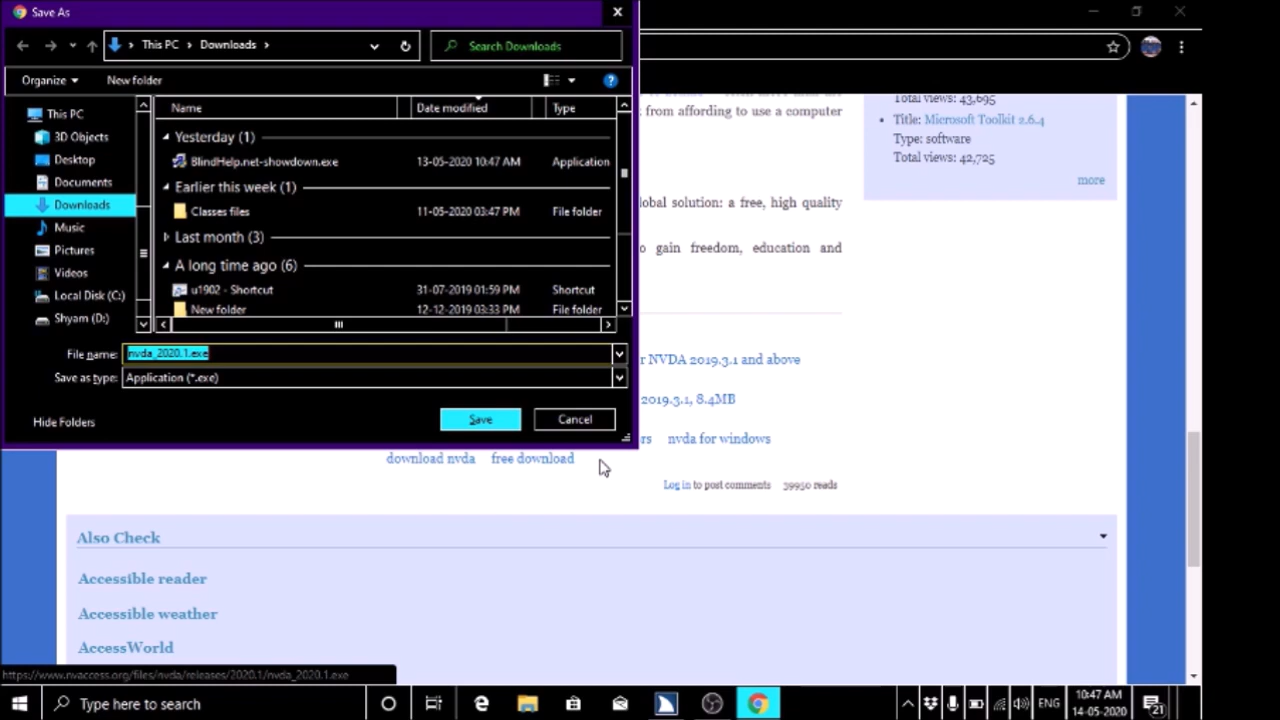 Save As
This PC
Downloads
Search Downloads
Organize
New folder
This PC
3D Objects
Desktop
Documents
Downloads
Music
Pictures
Videos
Local Disk (C:)
Shyam (D:)
Name Date modified Type
Yesterday (1)
BlindHelp.net-showdown.exe 13-05-2020 10:47 AM Application
Earlier this week (1)
Classes files 11-05-2020 03:47 PM File folder
Last month (3)
A long time ago (6)
u1902 - Shortcut 31-07-2019 01:59 PM Shortcut
New folder 12-12-2019 03:33 PM File folder
File name: nvda_2020.1.exe
Save as type: Application (*.exe)
Hide Folders
Save
Cancel
from affording to use a computer
lobal solution: a free, high quality
o gain freedom, education and
r NVDA 2019.3.1 and above
2019.3.1, 8.4MB
rs nvda for windows
download nvda free download
Log in to post comments 39950 reads
Total views: 43,695
Title: Microsoft Toolkit 2.6.4
Type: software
Total views: 42,725
more
Also Check
Accessible reader
Accessible weather
AccessWorld
https://www.nvaccess.org/files/nvda/releases/2020.1/nvda_2020.1.exe
Type here to search
ENG
10:47 AM
14-05-2020
21